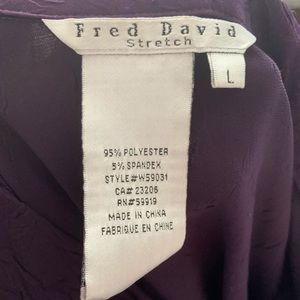 Fred David
Stretch
L
95% POLYESTER
5% SPANDEX
STYLE#W59031
CA#23206
RN#59919
MADE IN CHINA
FABRIQUE EN CHINE